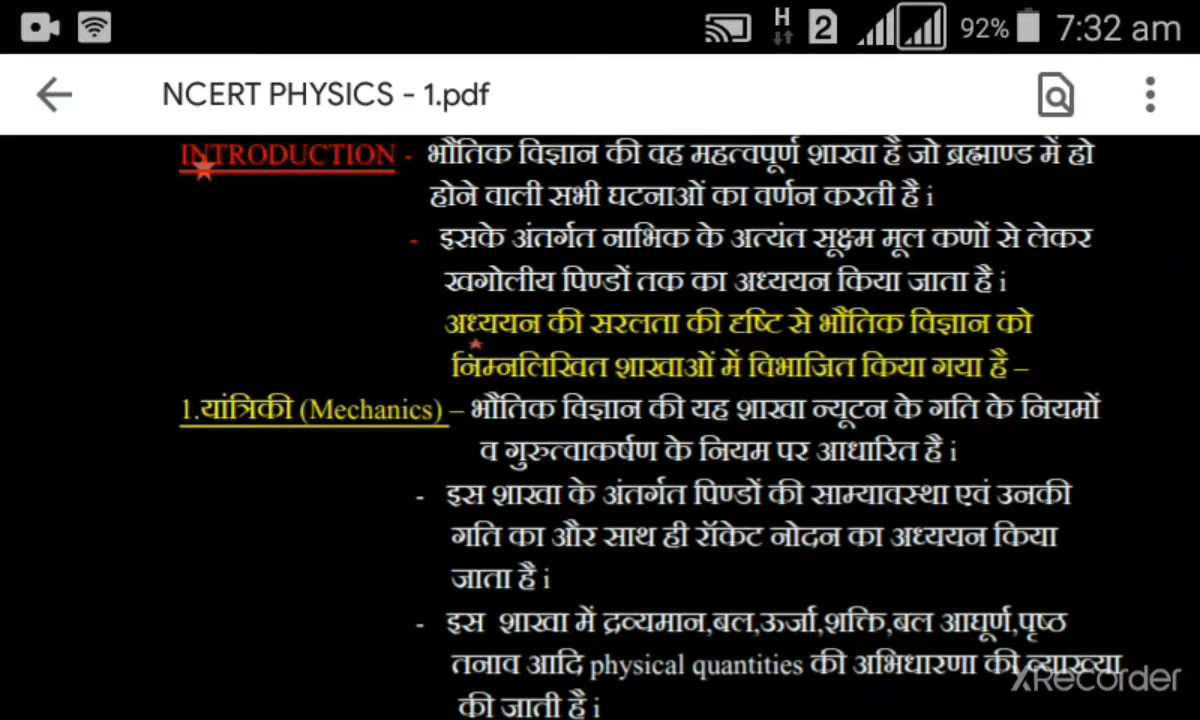 H 2 92% 7:32 am
NCERT PHYSICS - 1.pdf
INTRODUCTION - भौतिक विज्ञान की वह महत्वपूर्ण शाखा है जो ब्रह्माण्ड में हो
होने वाली सभी घटनाओं का वर्णन करती है i
- इसके अंतर्गत नाभिक के अत्यंत सूक्ष्म मूल कणों से लेकर
खगोलीय पिण्डों तक का अध्ययन किया जाता है i
अध्ययन की सरलता की दृष्टि से भौतिक विज्ञान को
निम्नलिखित शाखाओं में विभाजित किया गया है –
1.यांत्रिकी (Mechanics) – भौतिक विज्ञान की यह शाखा न्यूटन के गति के नियमों
व गुरुत्वाकर्षण के नियम पर आधारित है i
- इस शाखा के अंतर्गत पिण्डों की साम्यावस्था एवं उनकी
गति का और साथ ही रॉकेट नोदन का अध्ययन किया
जाता है i
- इस शाखा में द्रव्यमान,बल,ऊर्जा,शक्ति,बल आघूर्ण,पृष्ठ
तनाव आदि physical quantities की अभिधारणा की व्याख्या
की जाती है i
XRecorder